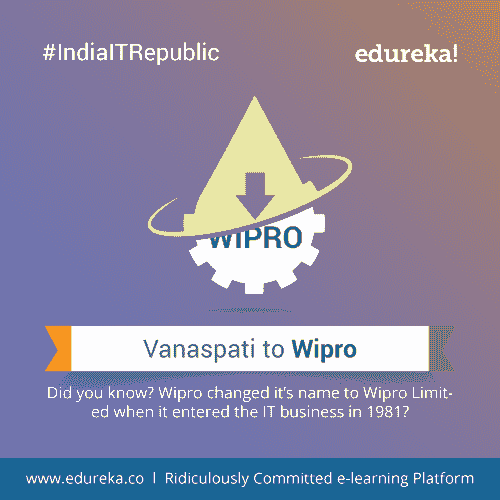 #IndiaITRepublic
edureka!
WIPRO
Vanaspati to Wipro
Did you know? Wipro changed it's name to Wipro Limit-
ed when it entered the IT business in 1981?
www.edureka.co | Ridiculously Committed e-learning Platform